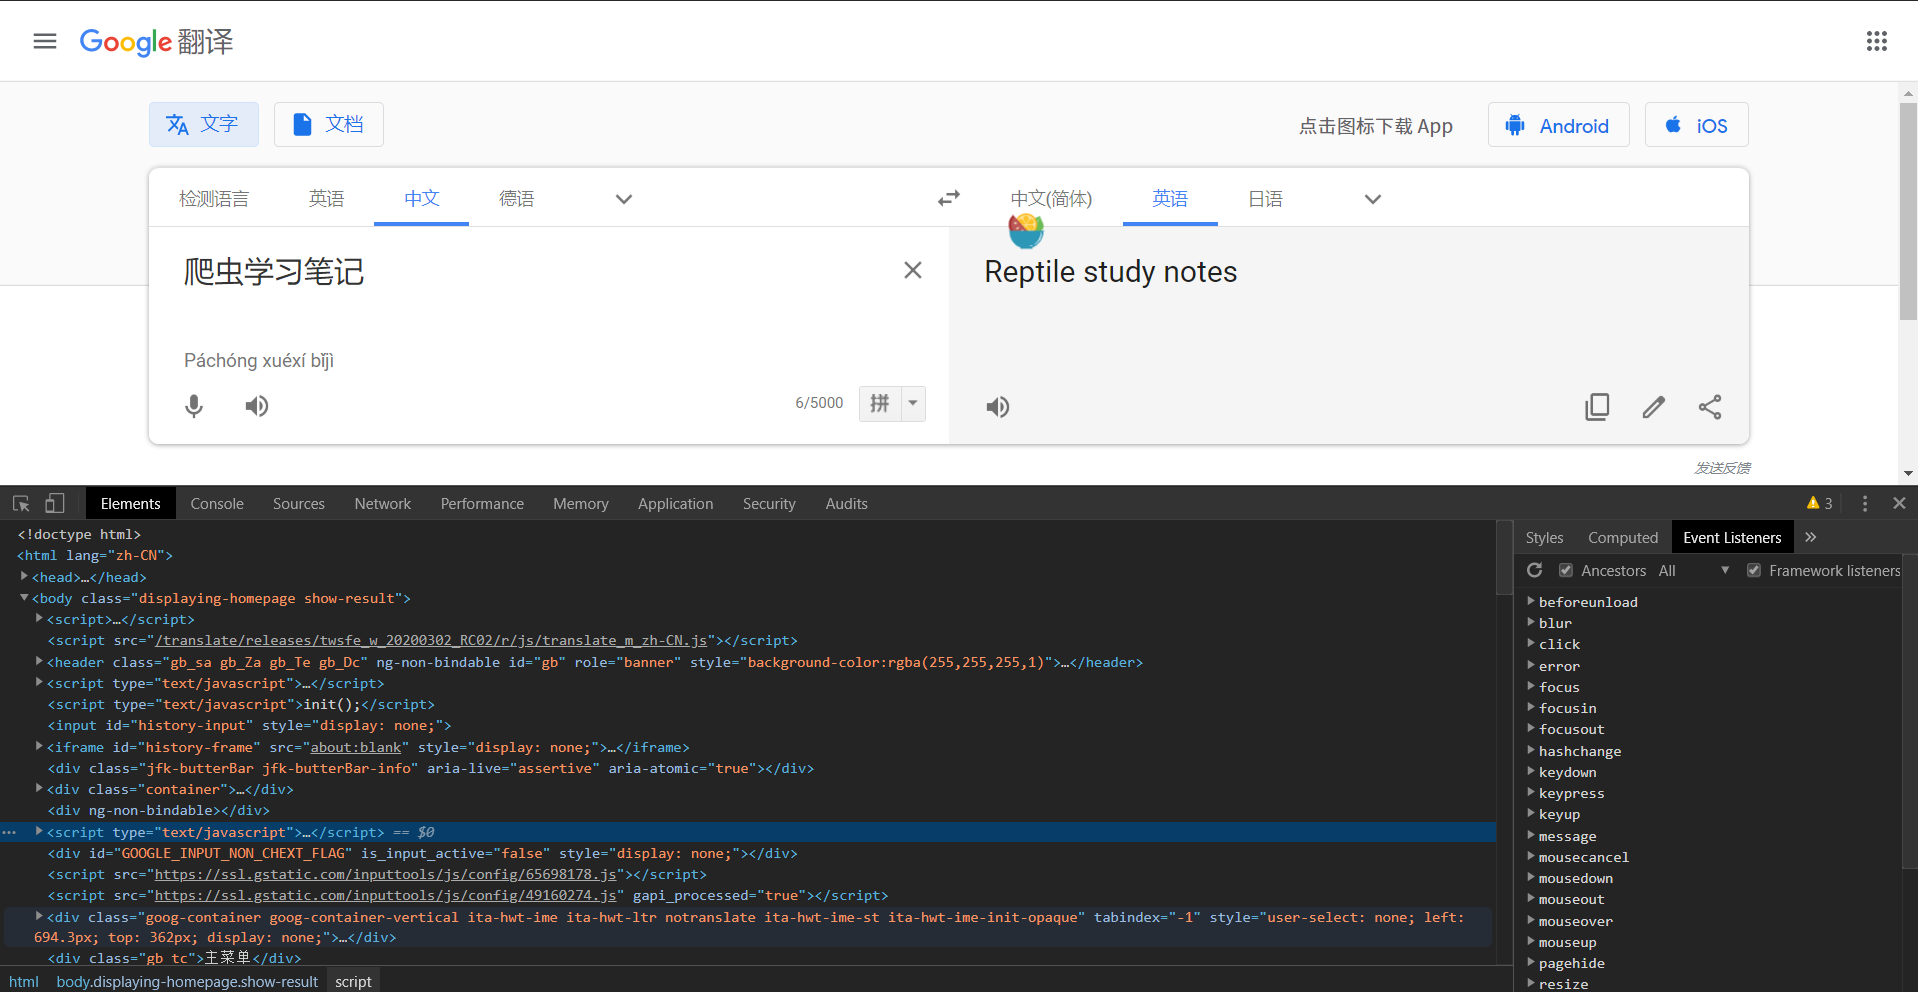 Google 翻译
文字
文档
点击图标下载 App
Android
iOS
检测语言
英语
中文
德语
中文(简体)
英语
日语
爬虫学习笔记
Reptile study notes
Páchóng xuéxí bǐjì
6/5000
拼
发送反馈
Elements
Console
Sources
Network
Performance
Memory
Application
Security
Audits
3
<!doctype html>
<html lang="zh-CN">
<head>…</head>
<body class="displaying-homepage show-result">
<script>…</script>
<script src="/translate/releases/twsfe_w_20200302_RC02/r/js/translate_m_zh-CN.js"></script>
<header class="gb_sa gb_Za gb_Te gb_Dc" ng-non-bindable id="gb" role="banner" style="background-color:rgba(255,255,255,1)">…</header>
<script type="text/javascript">…</script>
<script type="text/javascript">init();</script>
<input id="history-input" style="display: none;">
<iframe id="history-frame" src="about:blank" style="display: none;">…</iframe>
<div class="jfk-butterBar jfk-butterBar-info" aria-live="assertive" aria-atomic="true"></div>
<div class="container">…</div>
<div ng-non-bindable></div>
… <script type="text/javascript">…</script> == $0
<div id="GOOGLE_INPUT_NON_CHEXT_FLAG" is_input_active="false" style="display: none;"></div>
<script src="https://ssl.gstatic.com/inputtools/js/config/65698178.js"></script>
<script src="https://ssl.gstatic.com/inputtools/js/config/49160274.js" gapi_processed="true"></script>
<div class="goog-container goog-container-vertical ita-hwt-ime ita-hwt-ltr notranslate ita-hwt-ime-st ita-hwt-ime-init-opaque" tabindex="-1" style="user-select: none; left:
694.3px; top: 362px; display: none;">…</div>
<div class="gb_tc">主菜单</div>
html
body.displaying-homepage.show-result
script
Styles
Computed
Event Listeners
Ancestors
All
Framework listeners
beforeunload
blur
click
error
focus
focusin
focusout
hashchange
keydown
keypress
keyup
message
mousecancel
mousedown
mouseout
mouseover
mouseup
pagehide
resize